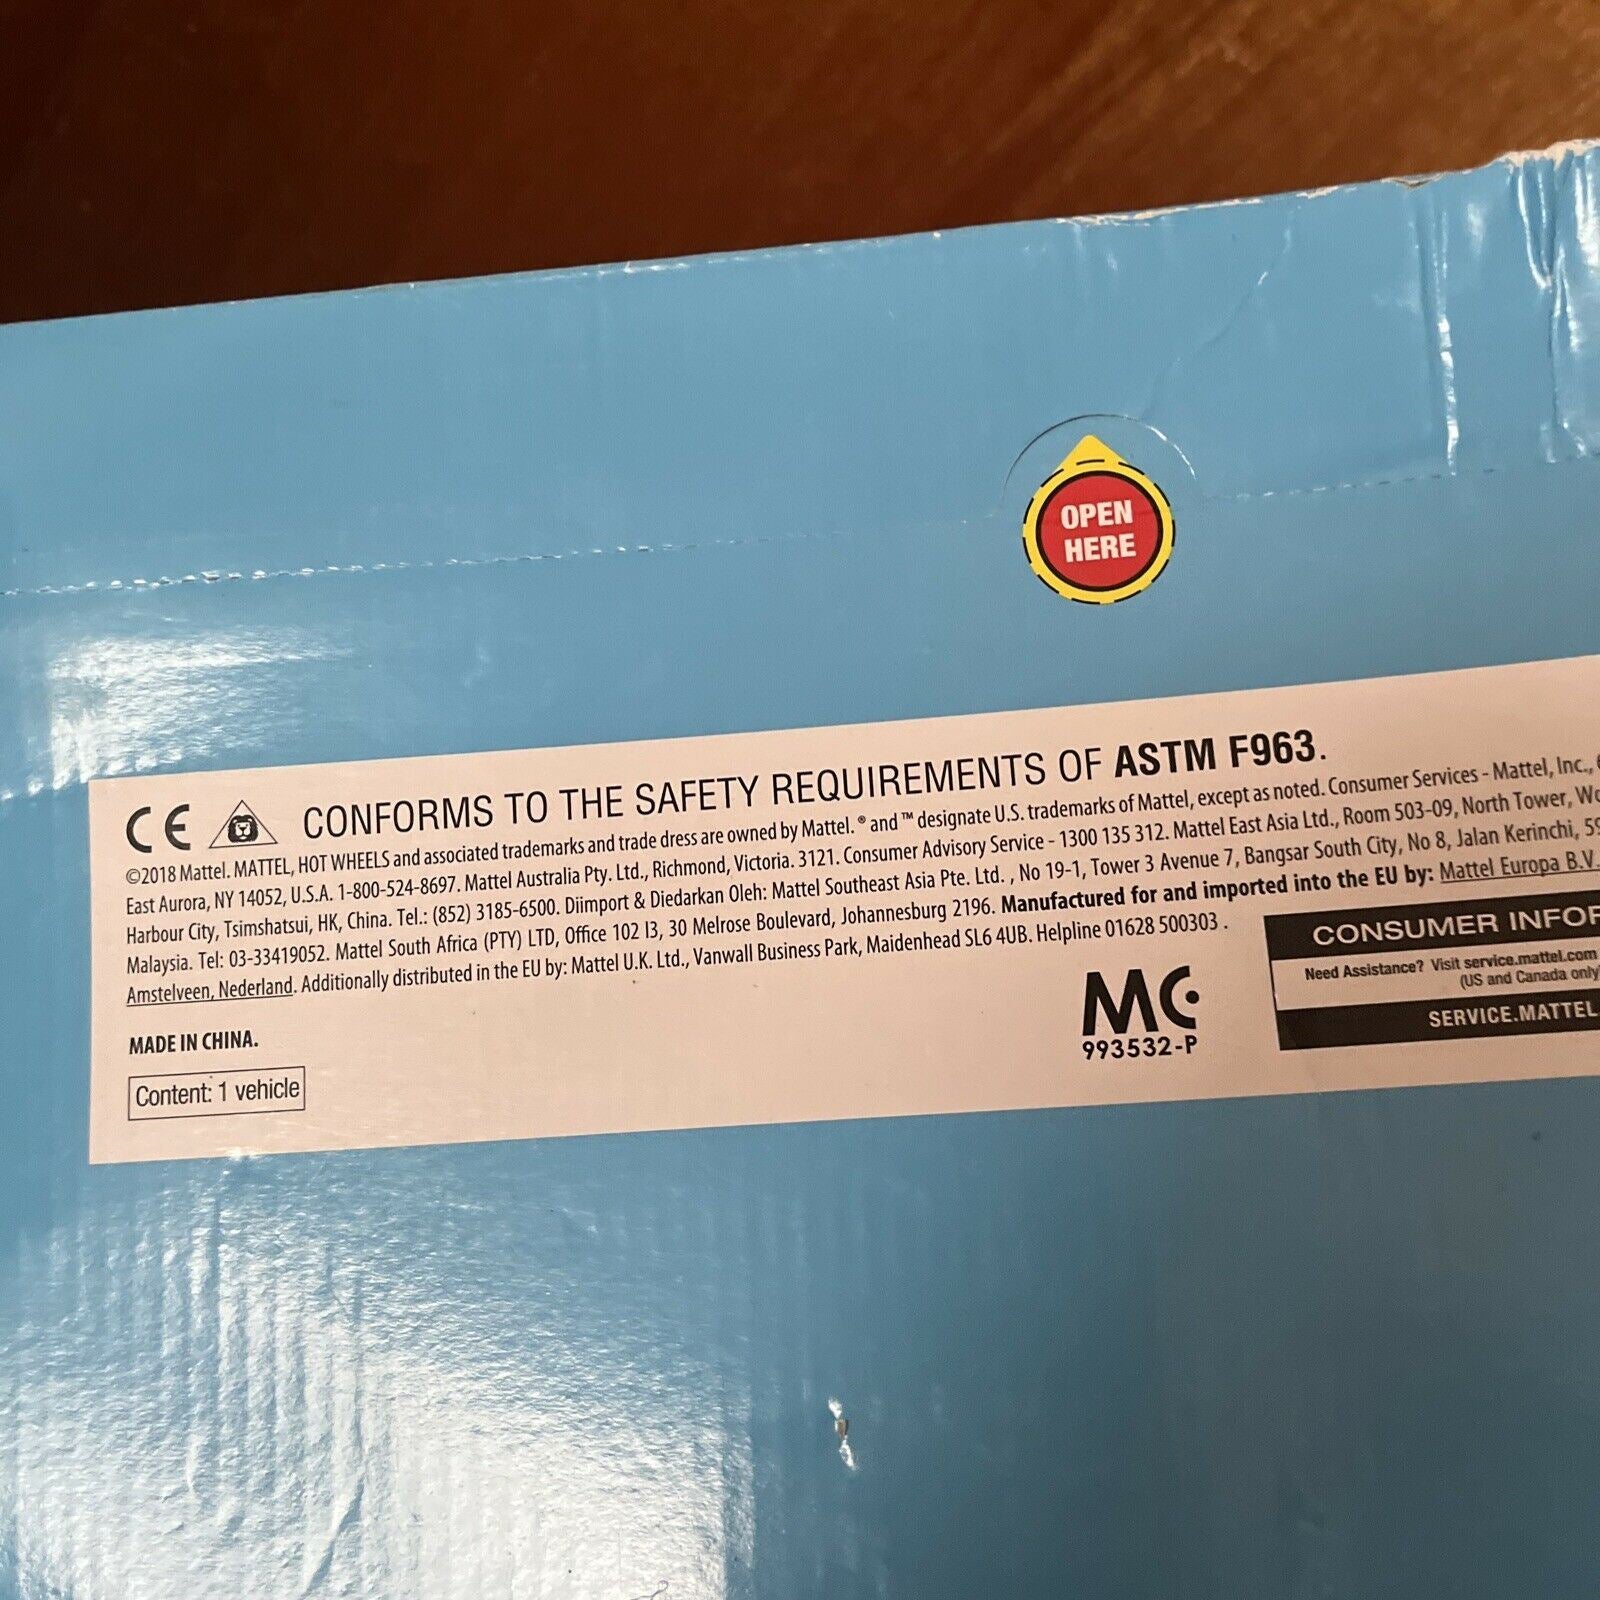 OPEN
HERE
CE CONFORMS TO THE SAFETY REQUIREMENTS OF ASTM F963.
©2018 Mattel. MATTEL, HOT WHEELS and associated trademarks and trade dress are owned by Mattel. ® and ™ designate U.S. trademarks of Mattel, except as noted. Consumer Services - Mattel, Inc.,
East Aurora, NY 14052, U.S.A. 1-800-524-8697. Mattel Australia Pty. Ltd., Richmond, Victoria. 3121. Consumer Advisory Service - 1300 135 312. Mattel East Asia Ltd., Room 503-09, North Tower,
Harbour City, Tsimshatsui, HK, China. Tel.: (852) 3185-6500. Diimport & Diedarkan Oleh: Mattel Southeast Asia Pte. Ltd. , No 19-1, Tower 3 Avenue 7, Bangsar South City, No 8, Jalan Kerinchi,
Malaysia. Tel: 03-33419052. Mattel South Africa (PTY) LTD, Office 102 I3, 30 Melrose Boulevard, Johannesburg 2196. Manufactured for and imported into the EU by: Mattel Europa B.V.
Amstelveen, Nederland. Additionally distributed in the EU by: Mattel U.K. Ltd., Vanwall Business Park, Maidenhead SL6 4UB. Helpline 01628 500303 .
MADE IN CHINA.
Content: 1 vehicle
MC
993532-P
CONSUMER INFOR
Need Assistance? Visit service.mattel.com
(US and Canada only
SERVICE.MATTEL.